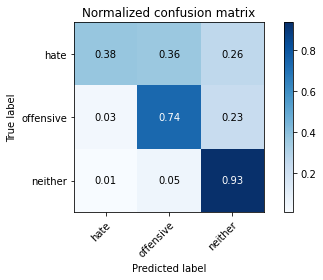 Normalized confusion matrix
True label
hate 0.38 0.36 0.26
offensive 0.03 0.74 0.23
neither 0.01 0.05 0.93
hate offensive neither
Predicted label
0.8
0.6
0.4
0.2